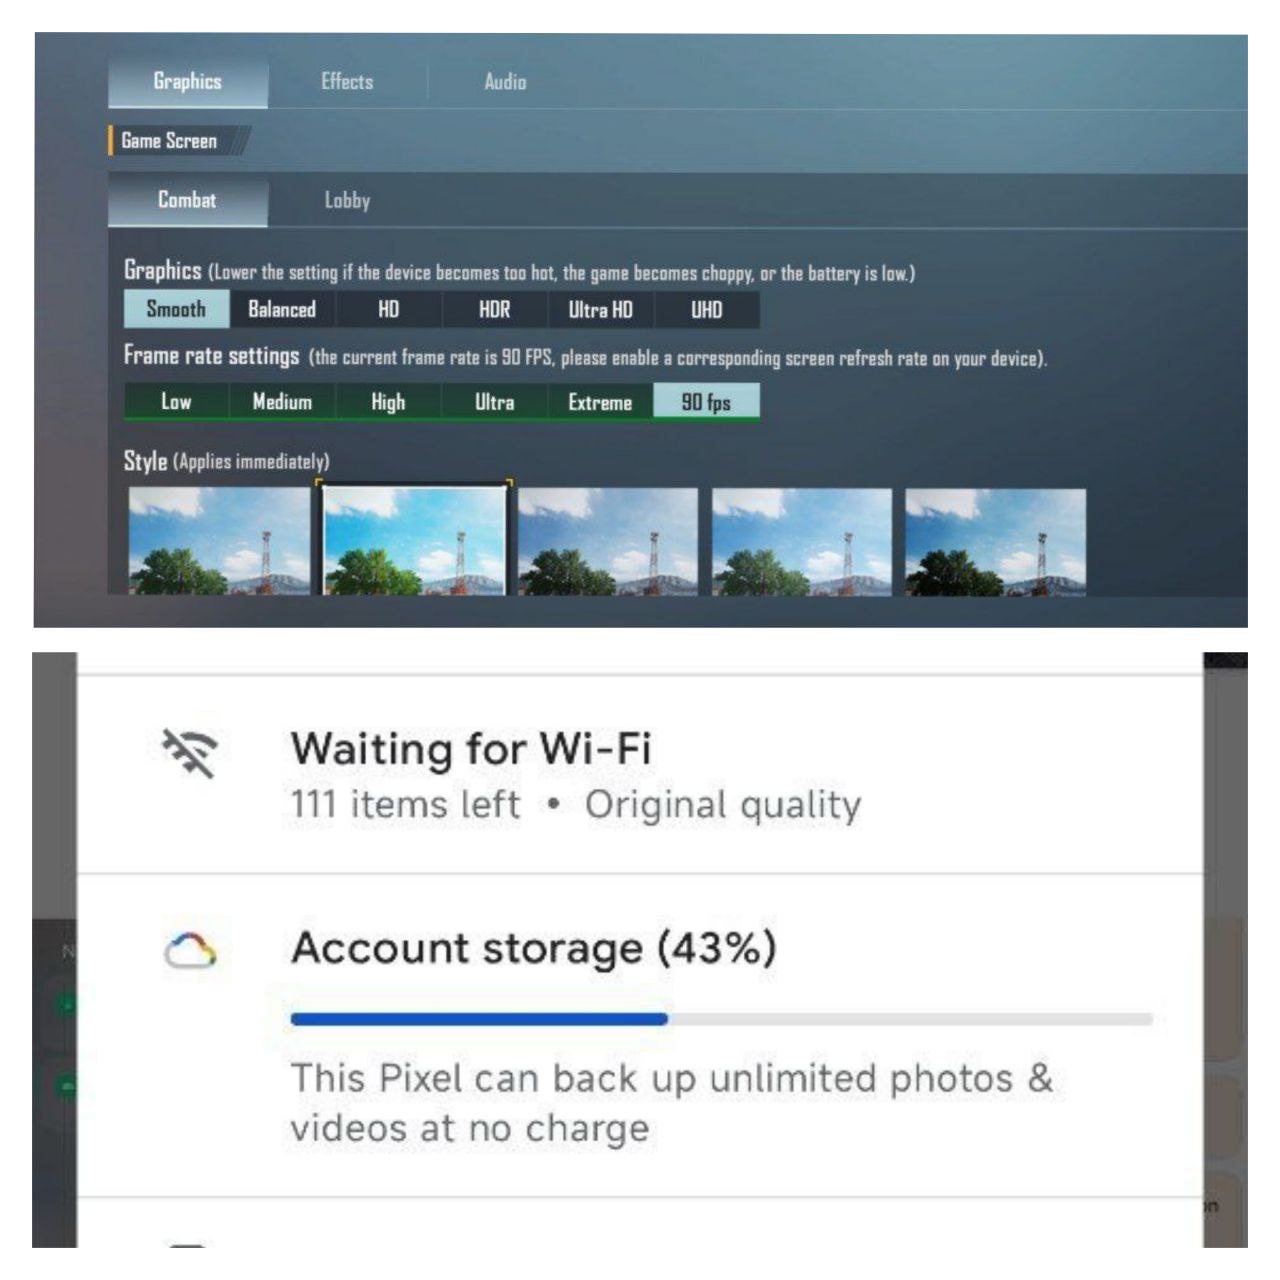 Graphics Effects Audio
Game Screen
Combat Lobby
Graphics (Lower the setting if the device becomes too hot, the game becomes choppy, or the battery is low.)
Smooth Balanced HD HDR Ultra HD UHD
Frame rate settings (the current frame rate is 90 FPS, please enable a corresponding screen refresh rate on your device).
Low Medium High Ultra Extreme 90 fps
Style (Applies immediately)
Waiting for Wi-Fi
111 items left • Original quality
Account storage (43%)
This Pixel can back up unlimited photos &
videos at no charge